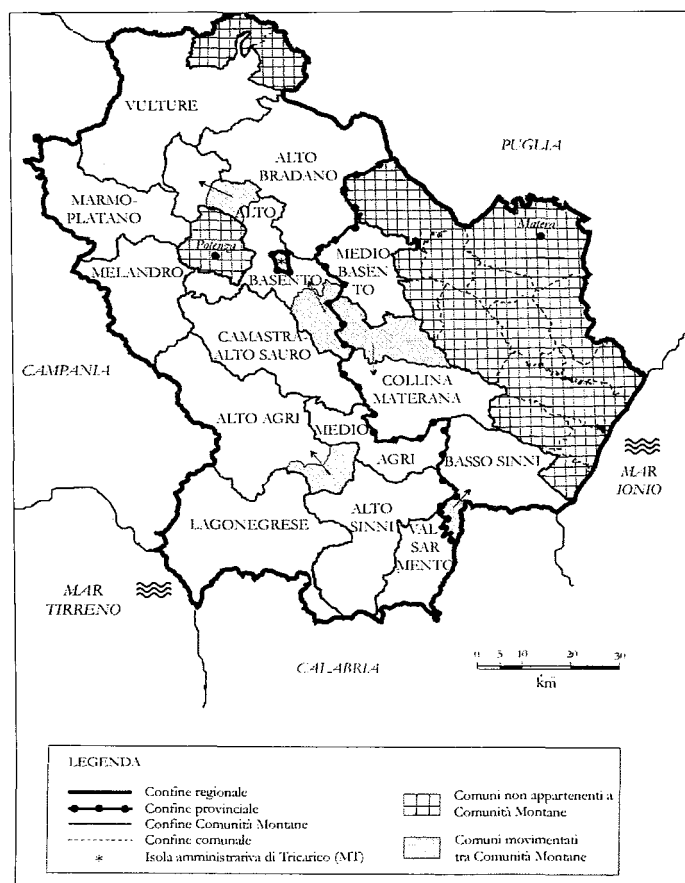 VULTURE
PUGLIA
ALTO
BRADANO
MARMO-
PLATANO
ALTO
Matera
Potenza
MEDIO
BASEN
TO
MELANDRO
BASENTO
CAMASTRA-
ALTO SAURO
CAMPANIA
COLLINA
MATERANA
ALTO AGRI
MEDIO
AGRI
BASSO SINNI
MAR
IONIO
ALTO
SINNI
LAGONEGRESE
VAL
SAR
MENTO
MAR
TIRRENO
CALABRIA
0 5 10 20 30
km
LEGENDA
Confine regionale
Confine provinciale
Confine Comunità Montane
Confine comunale
* Isola amministrativa di Tricarico (MT)
Comuni non appartenenti a
Comunità Montane
Comuni movimentati
tra Comunità Montane